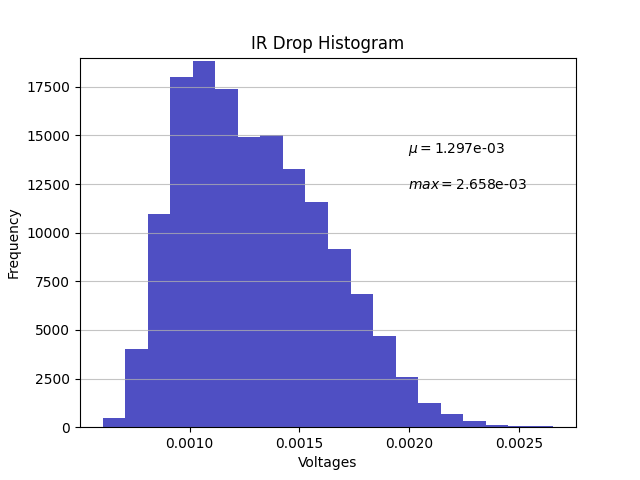 IR Drop Histogram
17500
15000
12500
10000
7500
5000
2500
0
Frequency
μ = 1.297e-03
max = 2.658e-03
0.0010 0.0015 0.0020 0.0025
Voltages